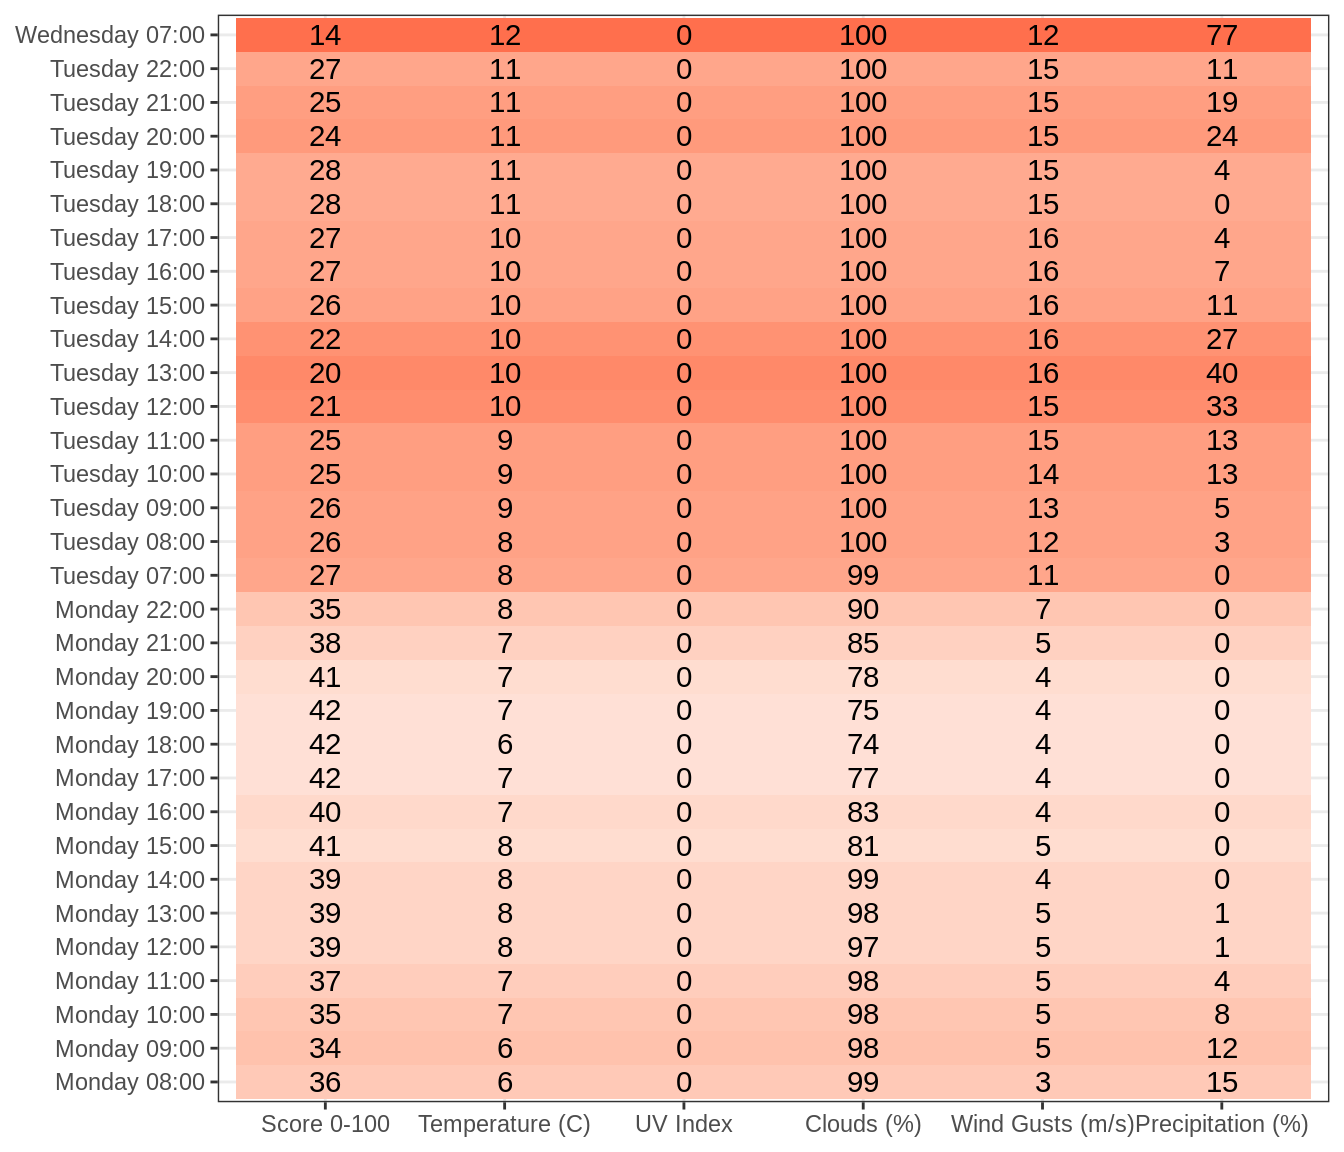 Wednesday 07:00 14 12 0 100 12 77
Tuesday 22:00 27 11 0 100 15 11
Tuesday 21:00 25 11 0 100 15 19
Tuesday 20:00 24 11 0 100 15 24
Tuesday 19:00 28 11 0 100 15 4
Tuesday 18:00 28 11 0 100 15 0
Tuesday 17:00 27 10 0 100 16 4
Tuesday 16:00 27 10 0 100 16 7
Tuesday 15:00 26 10 0 100 16 11
Tuesday 14:00 22 10 0 100 16 27
Tuesday 13:00 20 10 0 100 16 40
Tuesday 12:00 21 10 0 100 15 33
Tuesday 11:00 25 9 0 100 15 13
Tuesday 10:00 25 9 0 100 14 13
Tuesday 09:00 26 9 0 100 13 5
Tuesday 08:00 26 8 0 100 12 3
Tuesday 07:00 27 8 0 99 11 0
Monday 22:00 35 8 0 90 7 0
Monday 21:00 38 7 0 85 5 0
Monday 20:00 41 7 0 78 4 0
Monday 19:00 42 7 0 75 4 0
Monday 18:00 42 6 0 74 4 0
Monday 17:00 42 7 0 77 4 0
Monday 16:00 40 7 0 83 4 0
Monday 15:00 41 8 0 81 5 0
Monday 14:00 39 8 0 99 4 0
Monday 13:00 39 8 0 98 5 1
Monday 12:00 39 8 0 97 5 1
Monday 11:00 37 7 0 98 5 4
Monday 10:00 35 7 0 98 5 8
Monday 09:00 34 6 0 98 5 12
Monday 08:00 36 6 0 99 3 15
Score 0-100 Temperature (C) UV Index Clouds (%) Wind Gusts (m/s) Precipitation (%)